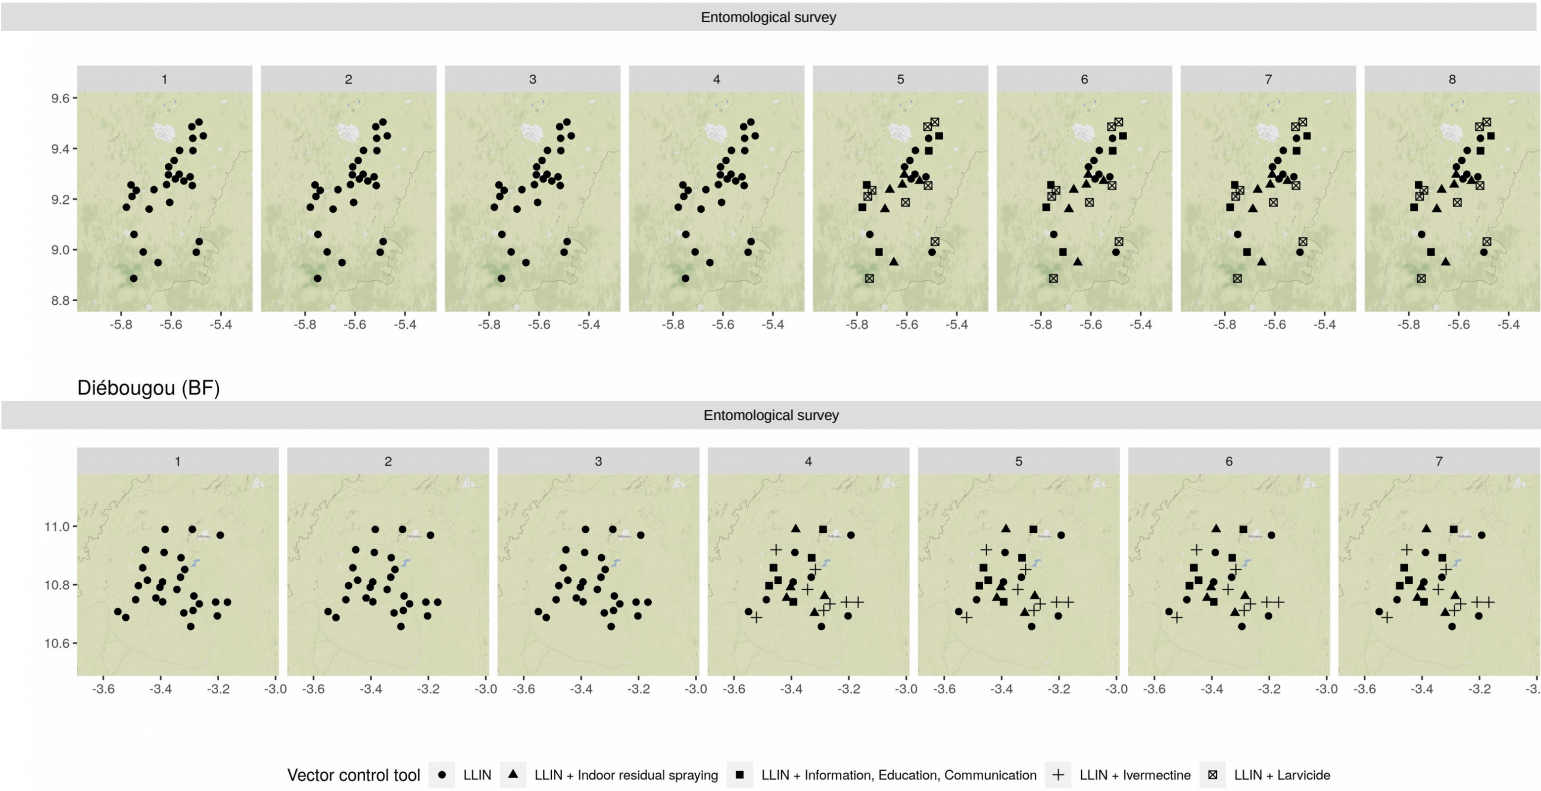 Entomological survey
1 2 3 4 5 6 7 8
9.6
9.4
9.2
9.0
8.8
-5.8 -5.6 -5.4 -5.8 -5.6 -5.4 -5.8 -5.6 -5.4 -5.8 -5.6 -5.4 -5.8 -5.6 -5.4 -5.8 -5.6 -5.4 -5.8 -5.6 -5.4 -5.8 -5.6 -5.4
Diébougou (BF)
Entomological survey
1 2 3 4 5 6 7
11.0
10.8
10.6
-3.6 -3.4 -3.2 -3.0 -3.6 -3.4 -3.2 -3.0 -3.6 -3.4 -3.2 -3.0 -3.6 -3.4 -3.2 -3.0 -3.6 -3.4 -3.2 -3.0 -3.6 -3.4 -3.2 -3.0 -3.6 -3.4 -3.2 -3.
Vector control tool LLIN LLIN + Indoor residual spraying LLIN + Information, Education, Communication LLIN + Ivermectine LLIN + Larvicide